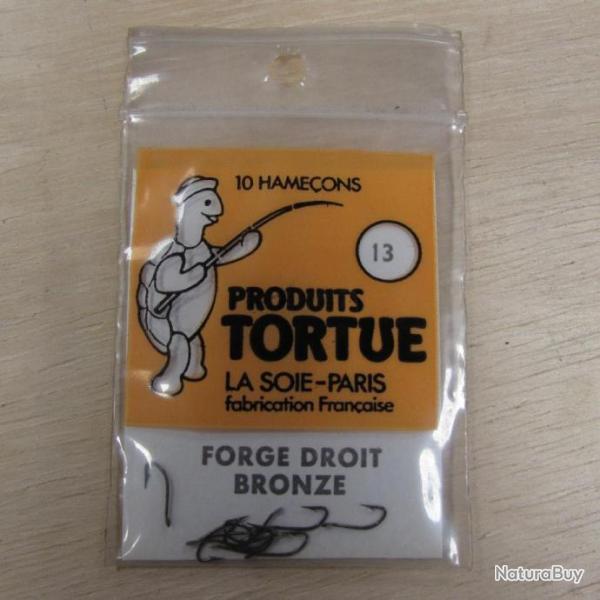 10 HAMEÇONS
13
PRODUITS
TORTUE
LA SOIE-PARIS
fabrication Française
FORGE DROIT
BRONZE
NaturaBuy